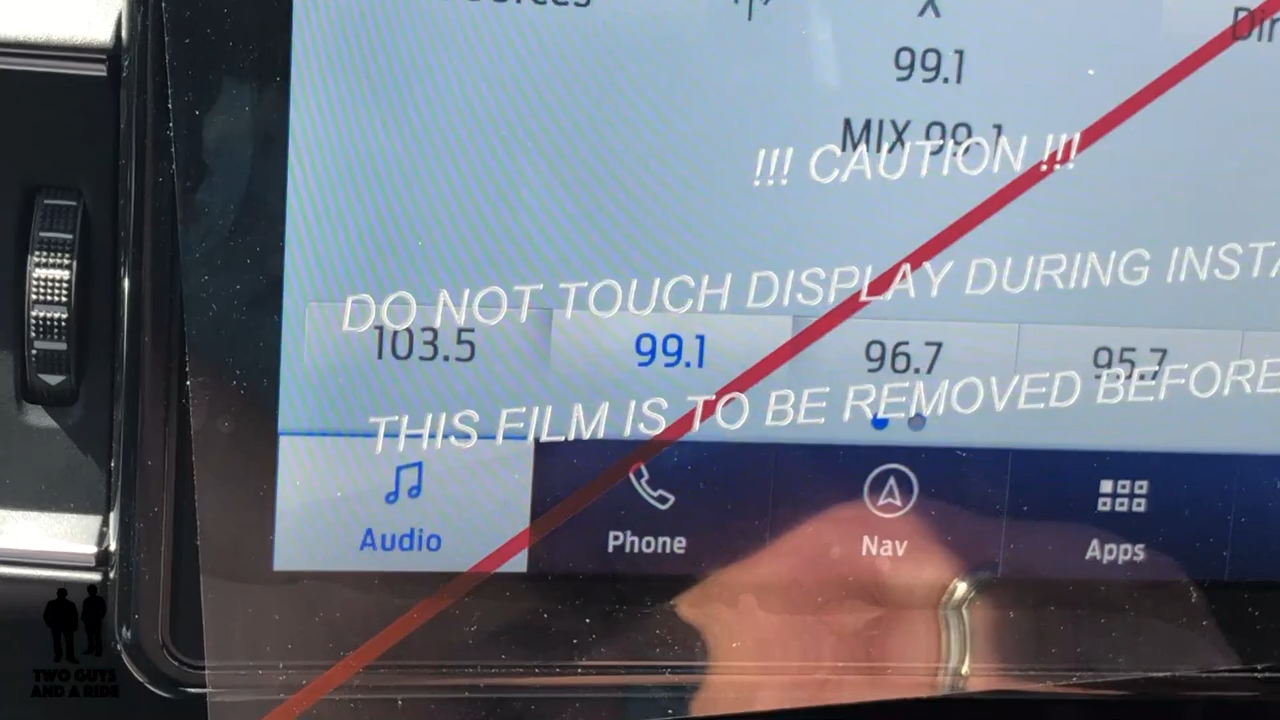 99.1
MIX 99.1
!!! CAUTION !!!
DO NOT TOUCH DISPLAY DURING
103.5 99.1 96.7 95.7
THIS FILM IS TO BE REMOVED BEFORE
Audio Phone Nav Apps
TWO GUYS
AND A RIDE